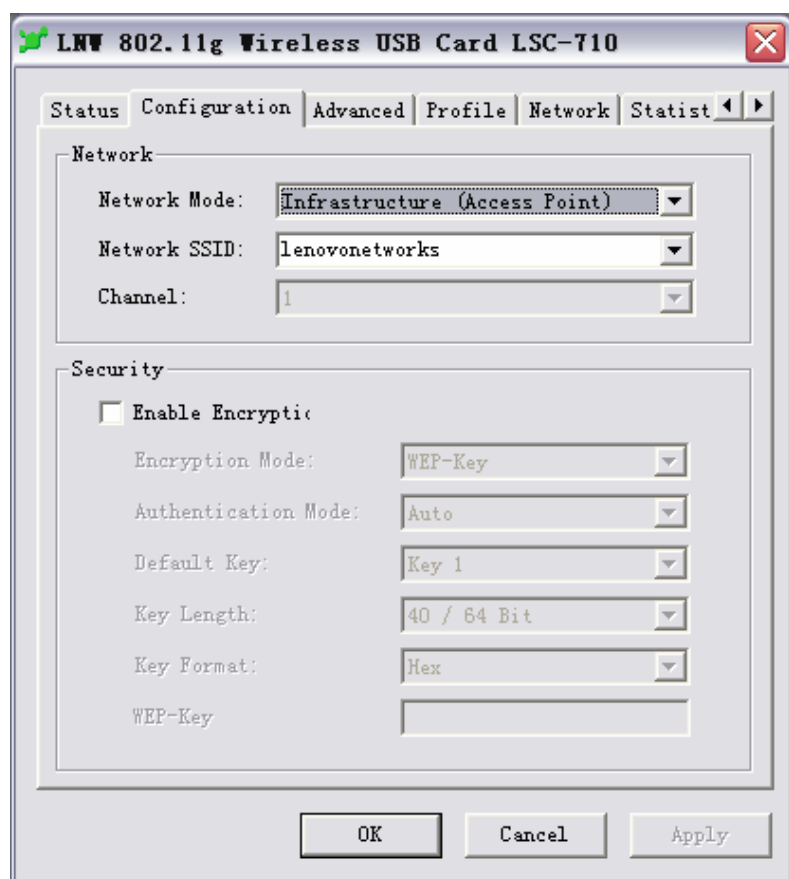 LNW 802.11g Wireless USB Card LSC-710
Status Configuration Advanced Profile Network Statist
Network
Network Mode: Infrastructure (Access Point)
Network SSID: lenovonetworks
Channel: 1
Security
Enable Encryptic
Encryption Mode: WEP-Key
Authentication Mode: Auto
Default Key: Key 1
Key Length: 40 / 64 Bit
Key Format: Hex
WEP-Key
OK Cancel Apply